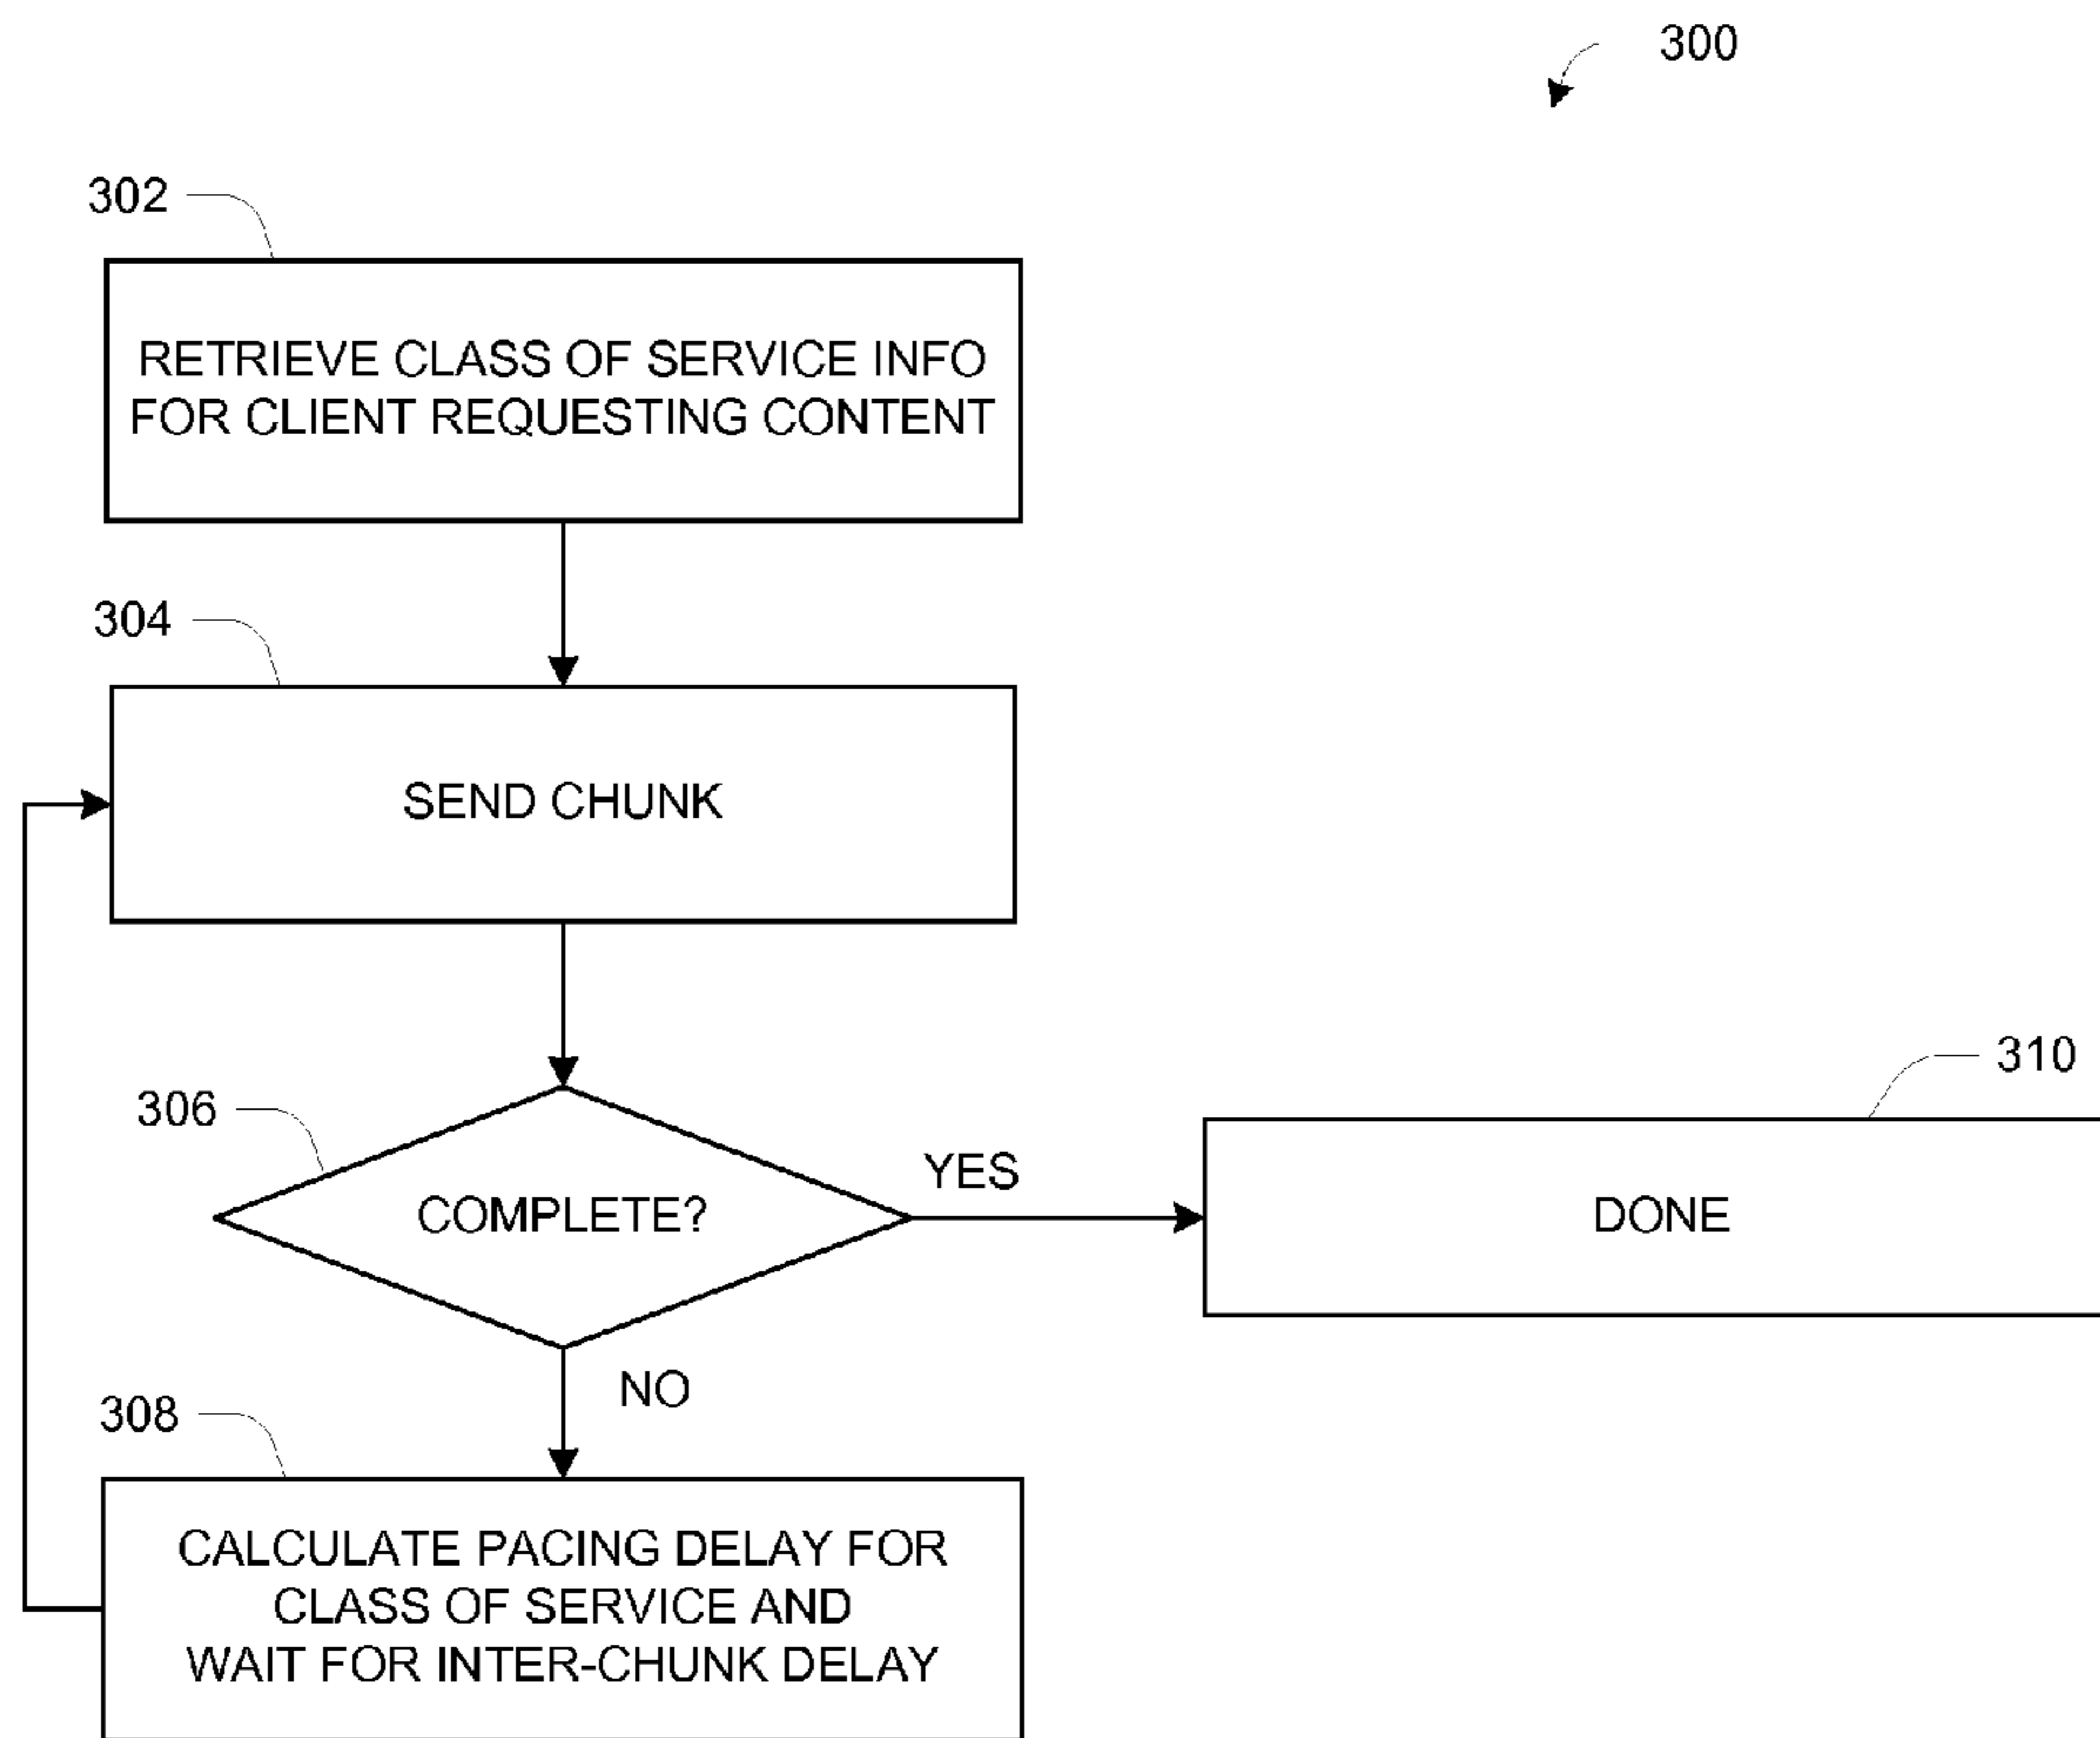 300
302
RETRIEVE CLASS OF SERVICE INFO
FOR CLIENT REQUESTING CONTENT
304
SEND CHUNK
306
COMPLETE?
YES
310
DONE
NO
308
CALCULATE PACING DELAY FOR
CLASS OF SERVICE AND
WAIT FOR INTER-CHUNK DELAY